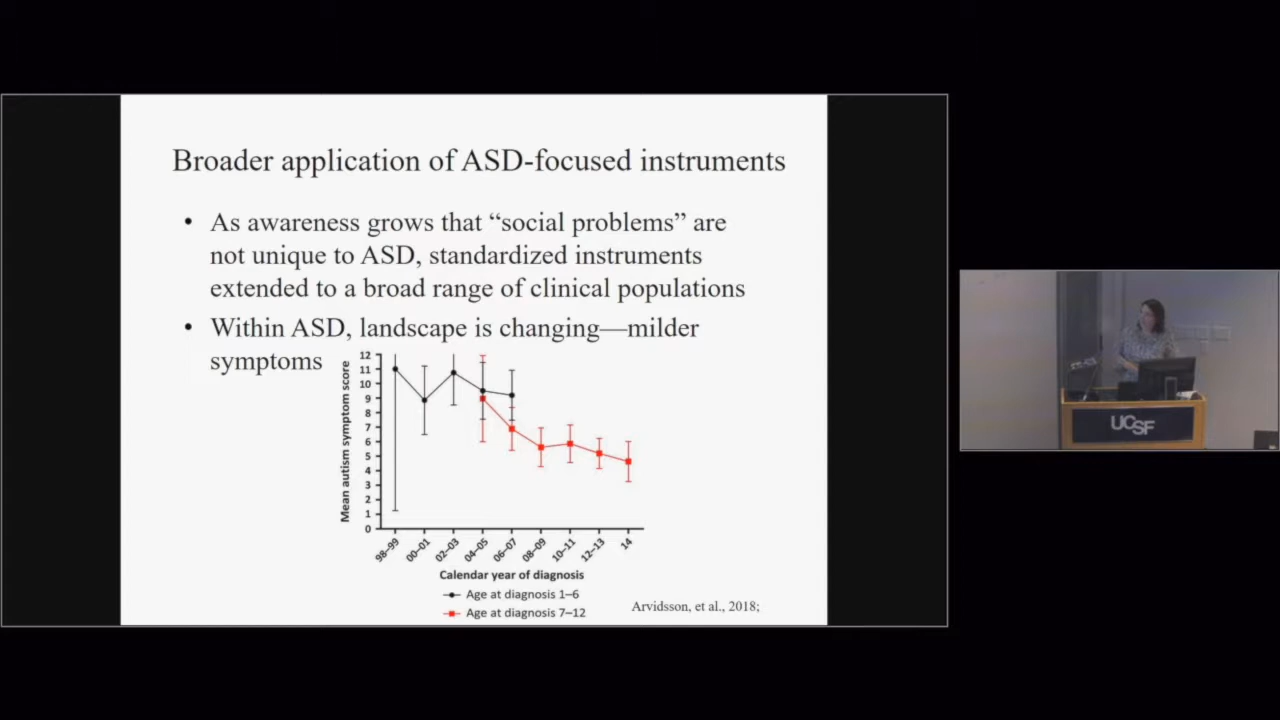 Broader application of ASD-focused instruments
• As awareness grows that “social problems” are
not unique to ASD, standardized instruments
extended to a broad range of clinical populations
• Within ASD, landscape is changing—milder
symptoms
Mean autism symptom score
12
11
10
9
8
7
6
5
4
3
2
1
0
98–99
00–01
02–03
04–05
06–07
08–09
10–11
12–13
14
Calendar year of diagnosis
Age at diagnosis 1–6
Age at diagnosis 7–12
Arvidsson, et al., 2018;
UCSF